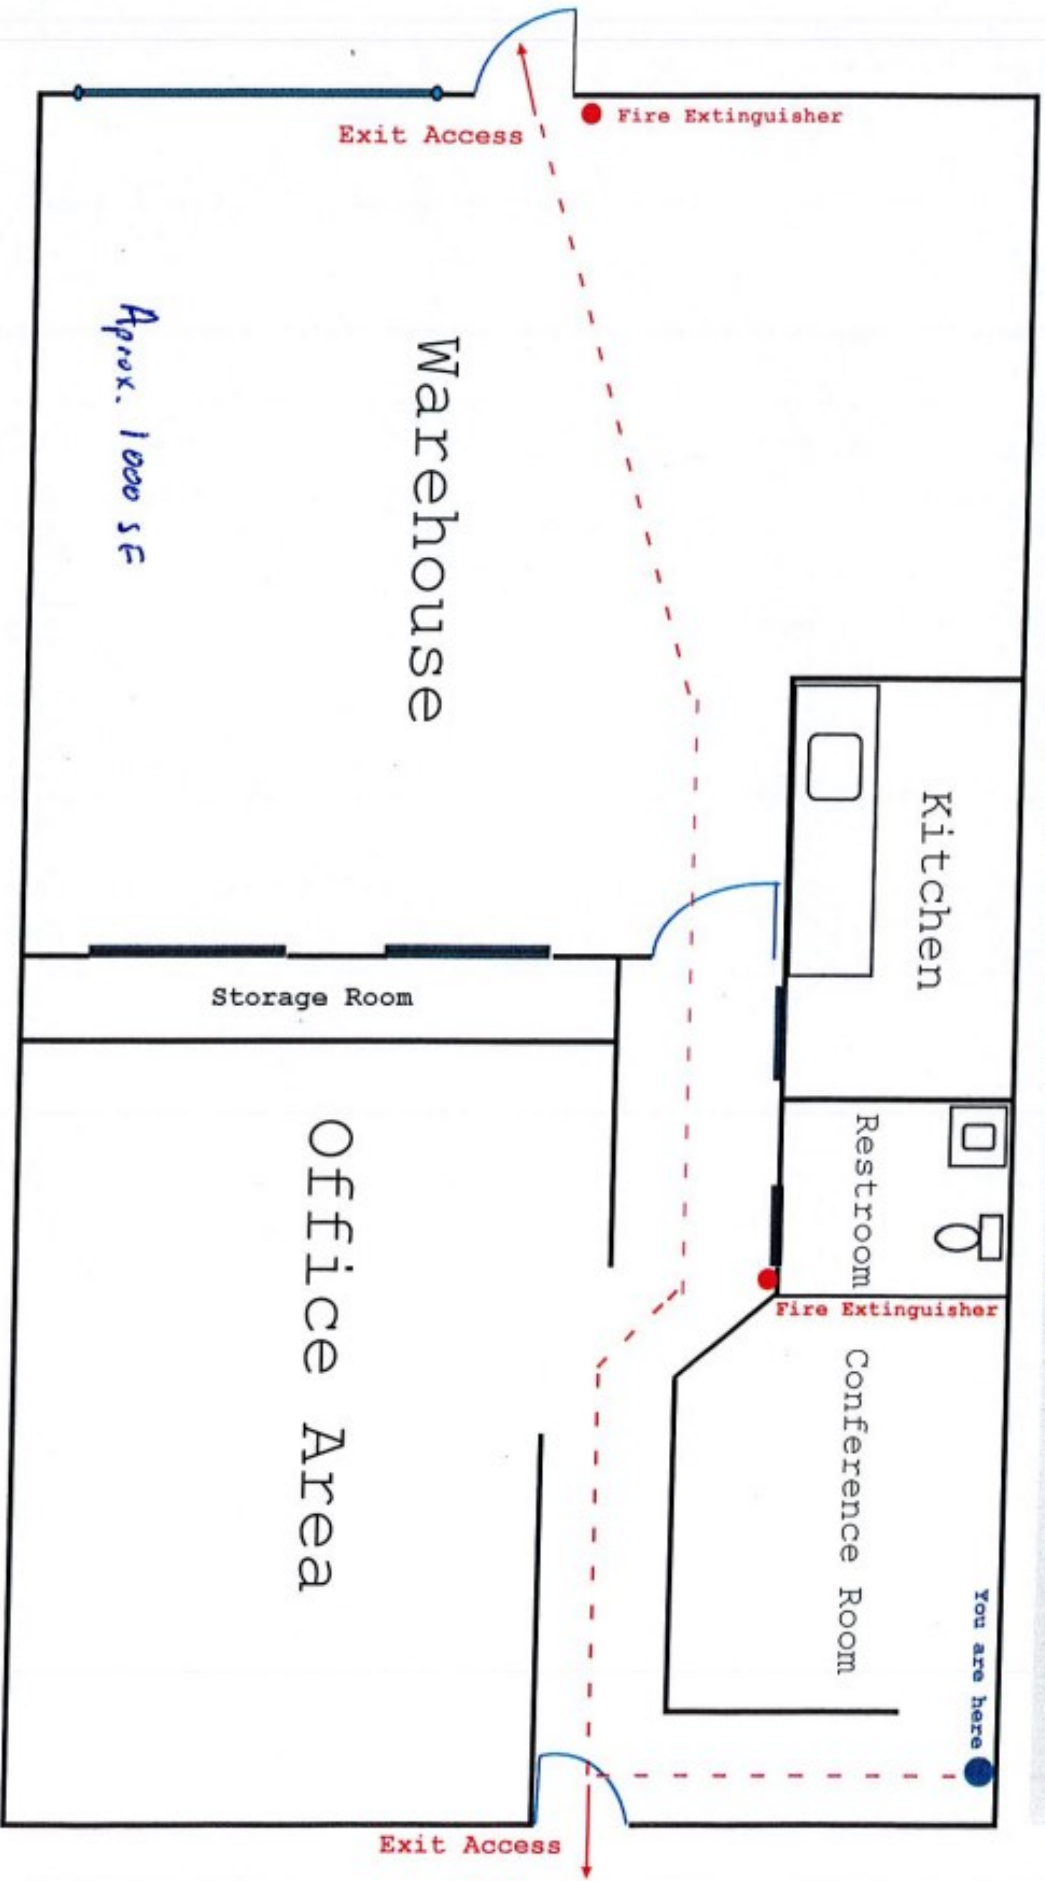 Exit Access
Fire Extinguisher
Warehouse
Aprox. 1000 SF
Kitchen
Storage Room
Restroom
Fire Extinguisher
Office Area
Conference Room
You are here
Exit Access